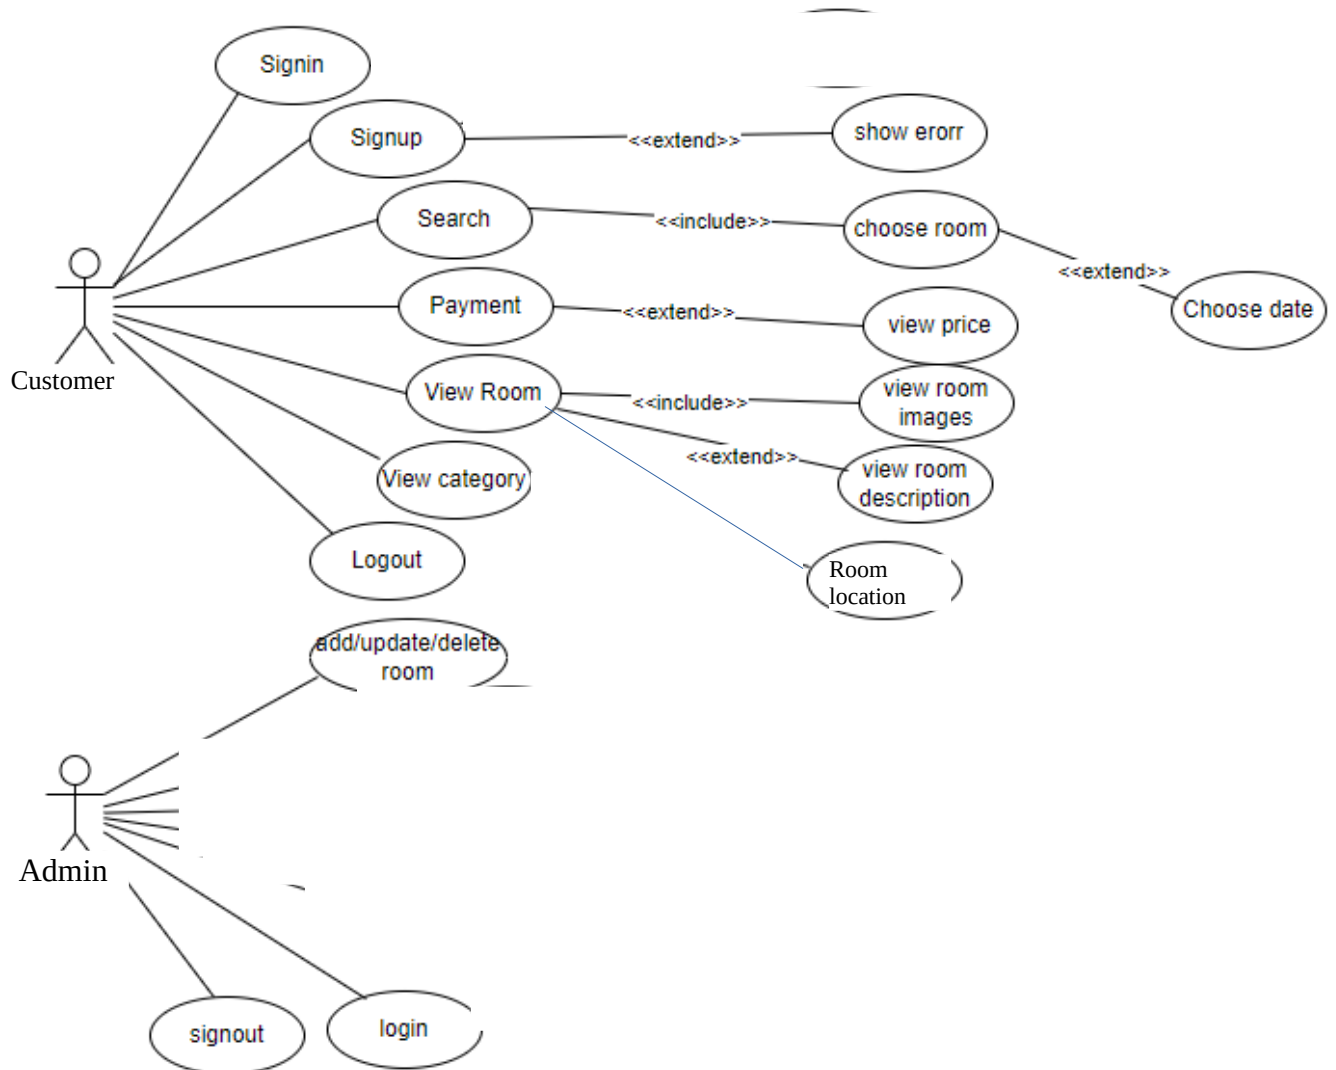 Signin
Signup
<<extend>>
show erorr
Search
<<include>>
choose room
<<extend>>
Choose date
Payment
<<extend>>
view price
Customer
View Room
<<include>>
view room
images
<<extend>>
view room
description
View category
Logout
Room
location
add/update/delete
room
Admin
signout
login